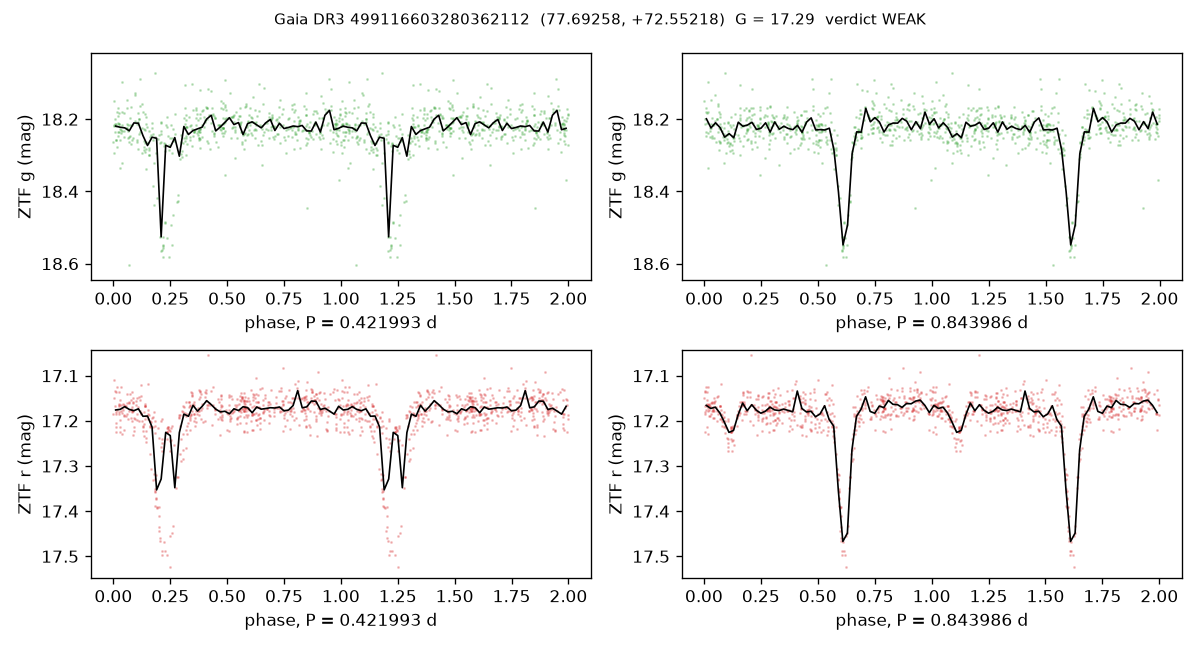 Gaia DR3 499116603280362112  (77.69258, +72.55218)  G = 17.29  verdict WEAK
ZTF g (mag)
18.2
18.4
18.6
0.00 0.25 0.50 0.75 1.00 1.25 1.50 1.75 2.00
phase, P = 0.421993 d
ZTF g (mag)
18.2
18.4
18.6
0.00 0.25 0.50 0.75 1.00 1.25 1.50 1.75 2.00
phase, P = 0.843986 d
ZTF r (mag)
17.1
17.2
17.3
17.4
17.5
0.00 0.25 0.50 0.75 1.00 1.25 1.50 1.75 2.00
phase, P = 0.421993 d
ZTF r (mag)
17.1
17.2
17.3
17.4
17.5
0.00 0.25 0.50 0.75 1.00 1.25 1.50 1.75 2.00
phase, P = 0.843986 d